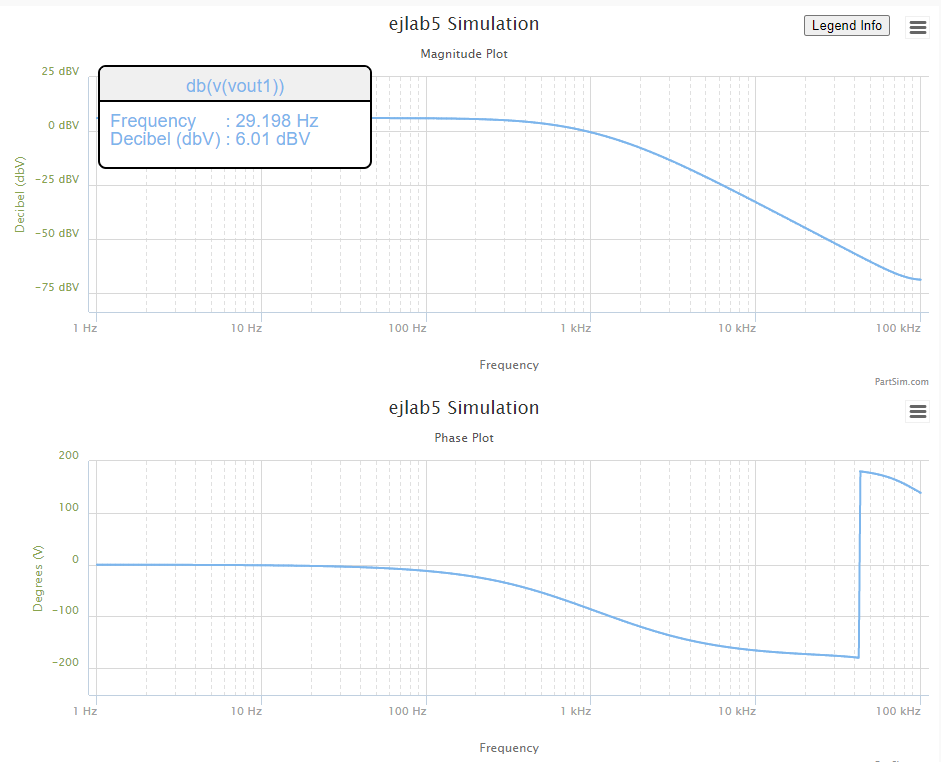 ejlab5 Simulation
Legend Info
Magnitude Plot
25 dBV
0 dBV
-25 dBV
-50 dBV
-75 dBV
Decibel (dbV)
db(v(vout1))
Frequency : 29.198 Hz
Decibel (dbV) : 6.01 dBV
1 Hz
10 Hz
100 Hz
1 kHz
10 kHz
100 kHz
Frequency
PartSim.com
ejlab5 Simulation
Phase Plot
200
100
0
-100
-200
Degrees (V)
1 Hz
10 Hz
100 Hz
1 kHz
10 kHz
100 kHz
Frequency